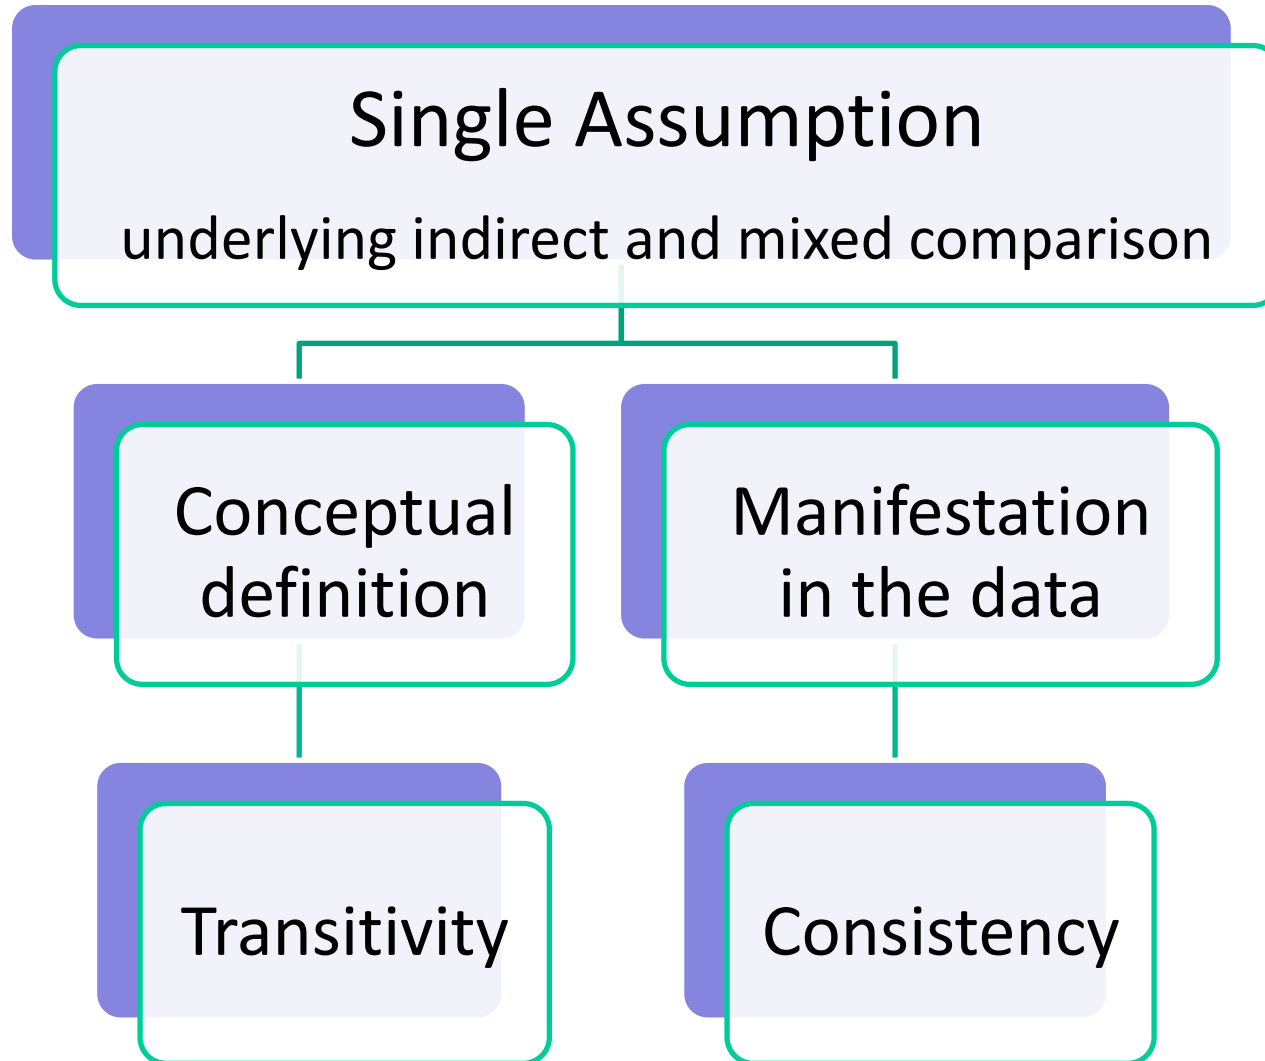 Single Assumption
underlying indirect and mixed comparison
Conceptual
definition
Manifestation
in the data
Transitivity
Consistency